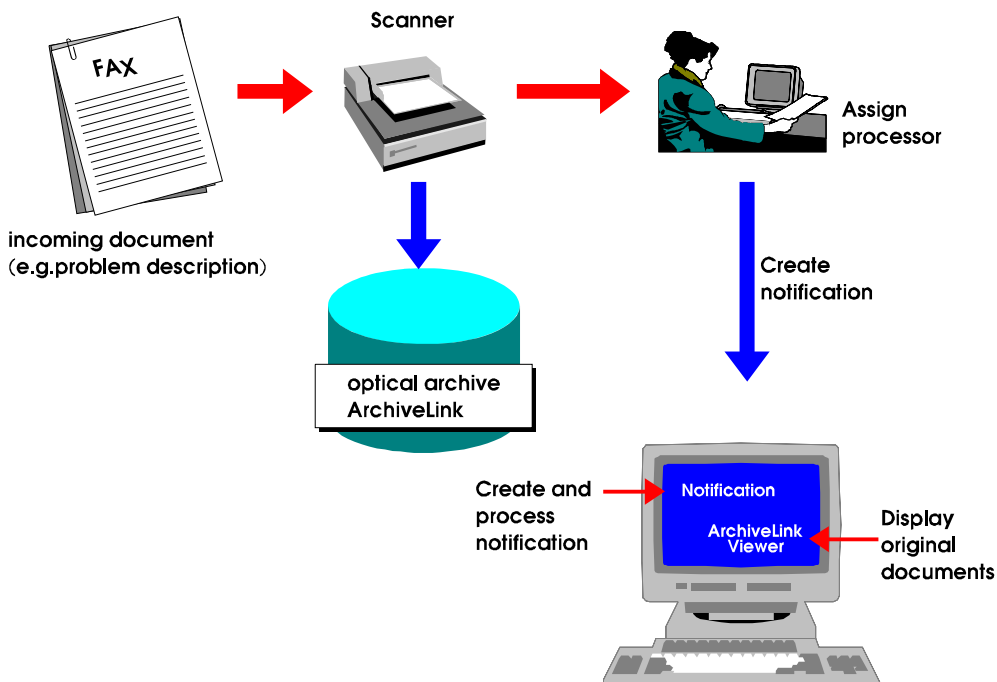 Scanner
FAX
Assign
processor
incoming document
(e.g.problem description)
Create
notification
optical archive
ArchiveLink
Create and
process
notification
Notification
ArchiveLink
Viewer
Display
original
documents